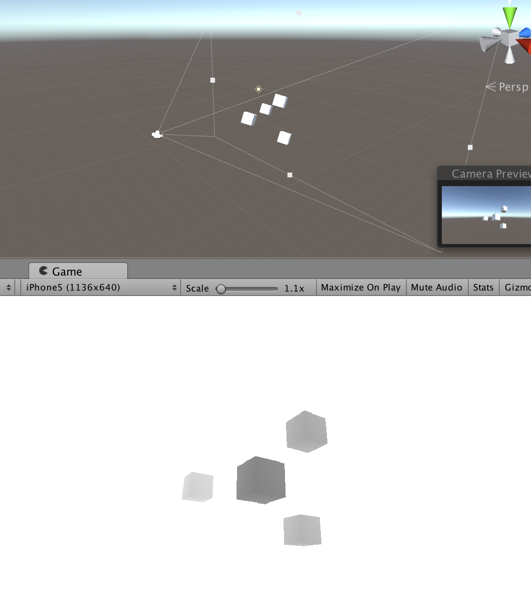 Persp
Camera Preview
Game
iPhone5 (1136x640) Scale 1.1x Maximize On Play Mute Audio Stats Gizmo